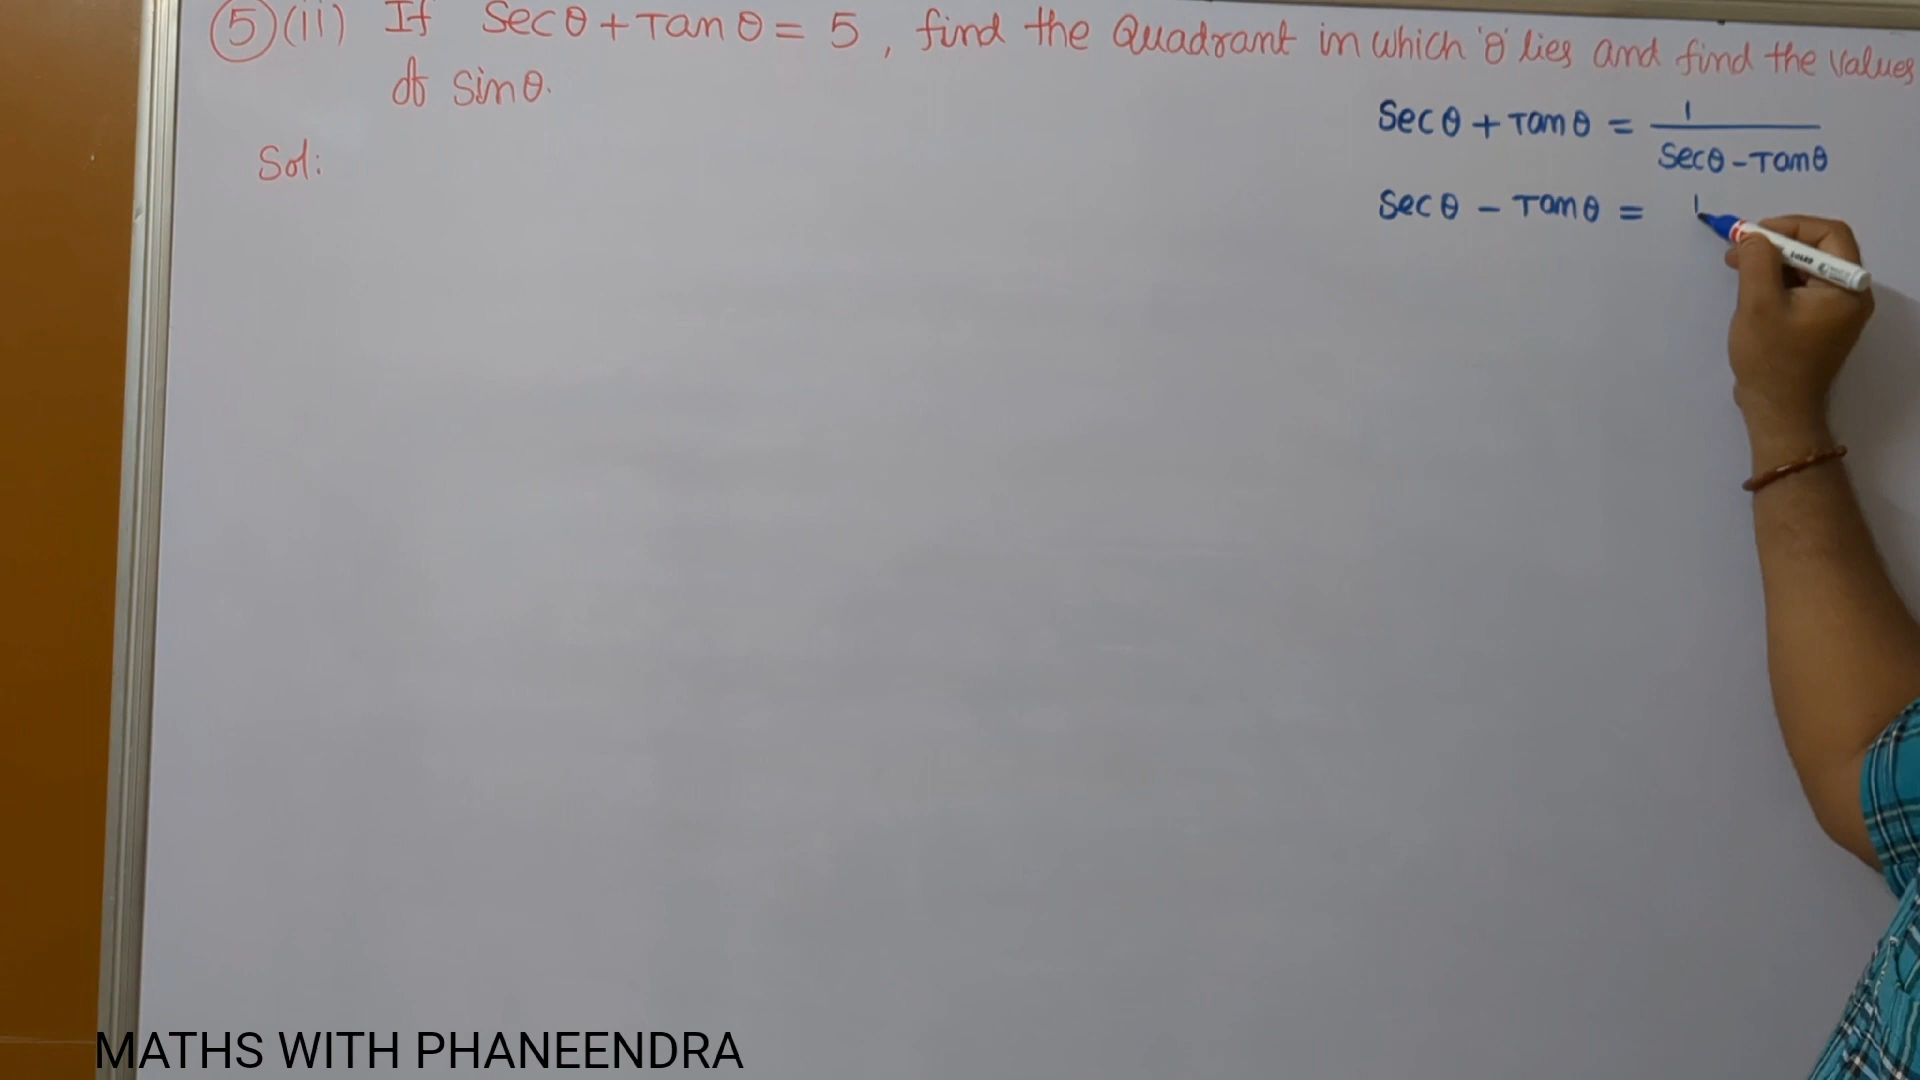 5 (ii) If Secθ + Tanθ = 5, find the Quadrant in which 'θ' lies and find the values
of Sinθ.
Secθ + Tanθ = 1/(Secθ - Tanθ)
Sol:
Secθ - Tanθ = 1
MATHS WITH PHANEENDRA